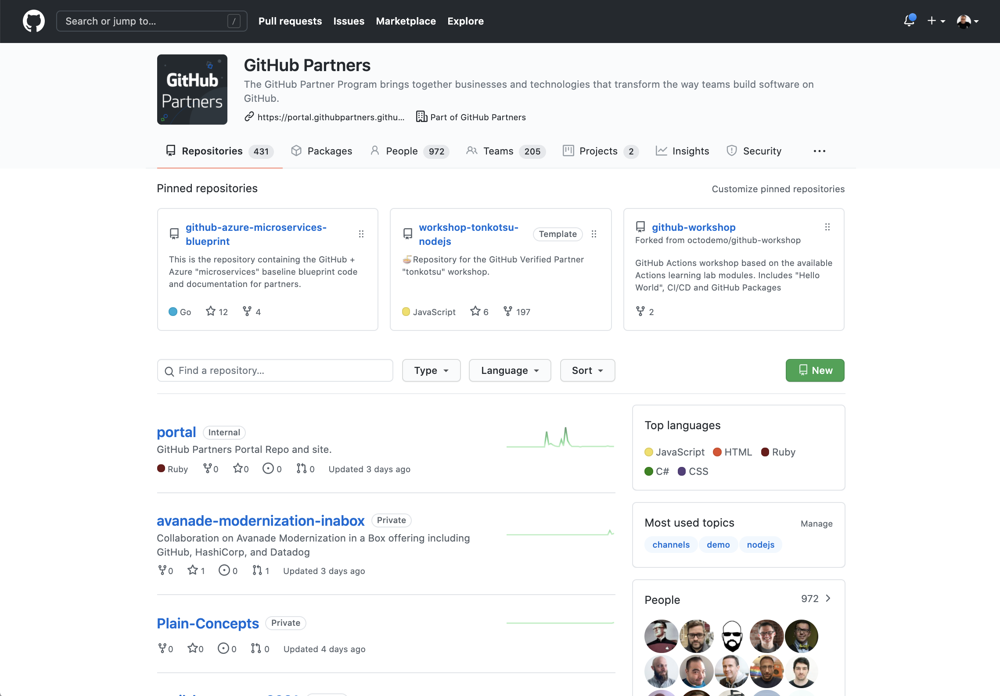 Search or jump to...
/
Pull requests
Issues
Marketplace
Explore
GitHub
Partners
GitHub Partners
The GitHub Partner Program brings together businesses and technologies that transform the way teams build software on
GitHub.
https://portal.githubpartners.githu...
Part of GitHub Partners
Repositories 431
Packages
People 972
Teams 205
Projects 2
Insights
Security
...
Pinned repositories
Customize pinned repositories
github-azure-microservices-
blueprint
This is the repository containing the GitHub +
Azure "microservices" baseline blueprint code
and documentation for partners.
Go 12 4
workshop-tonkotsu-
nodejs
Template
🍜Repository for the GitHub Verified Partner
"tonkotsu" workshop.
JavaScript 6 197
github-workshop
Forked from octodemo/github-workshop
GitHub Actions workshop based on the available
Actions learning lab modules. Includes "Hello
World", CI/CD and GitHub Packages
2
Find a repository...
Type
Language
Sort
New
portal Internal
GitHub Partners Portal Repo and site.
Ruby 0 0 0 0 Updated 3 days ago
avanade-modernization-inabox Private
Collaboration on Avanade Modernization in a Box offering including
GitHub, HashiCorp, and Datadog
0 1 0 1 Updated 3 days ago
Plain-Concepts Private
0 0 0 0 Updated 4 days ago
Top languages
JavaScript HTML Ruby
C# CSS
Most used topics
Manage
channels demo nodejs
People
972